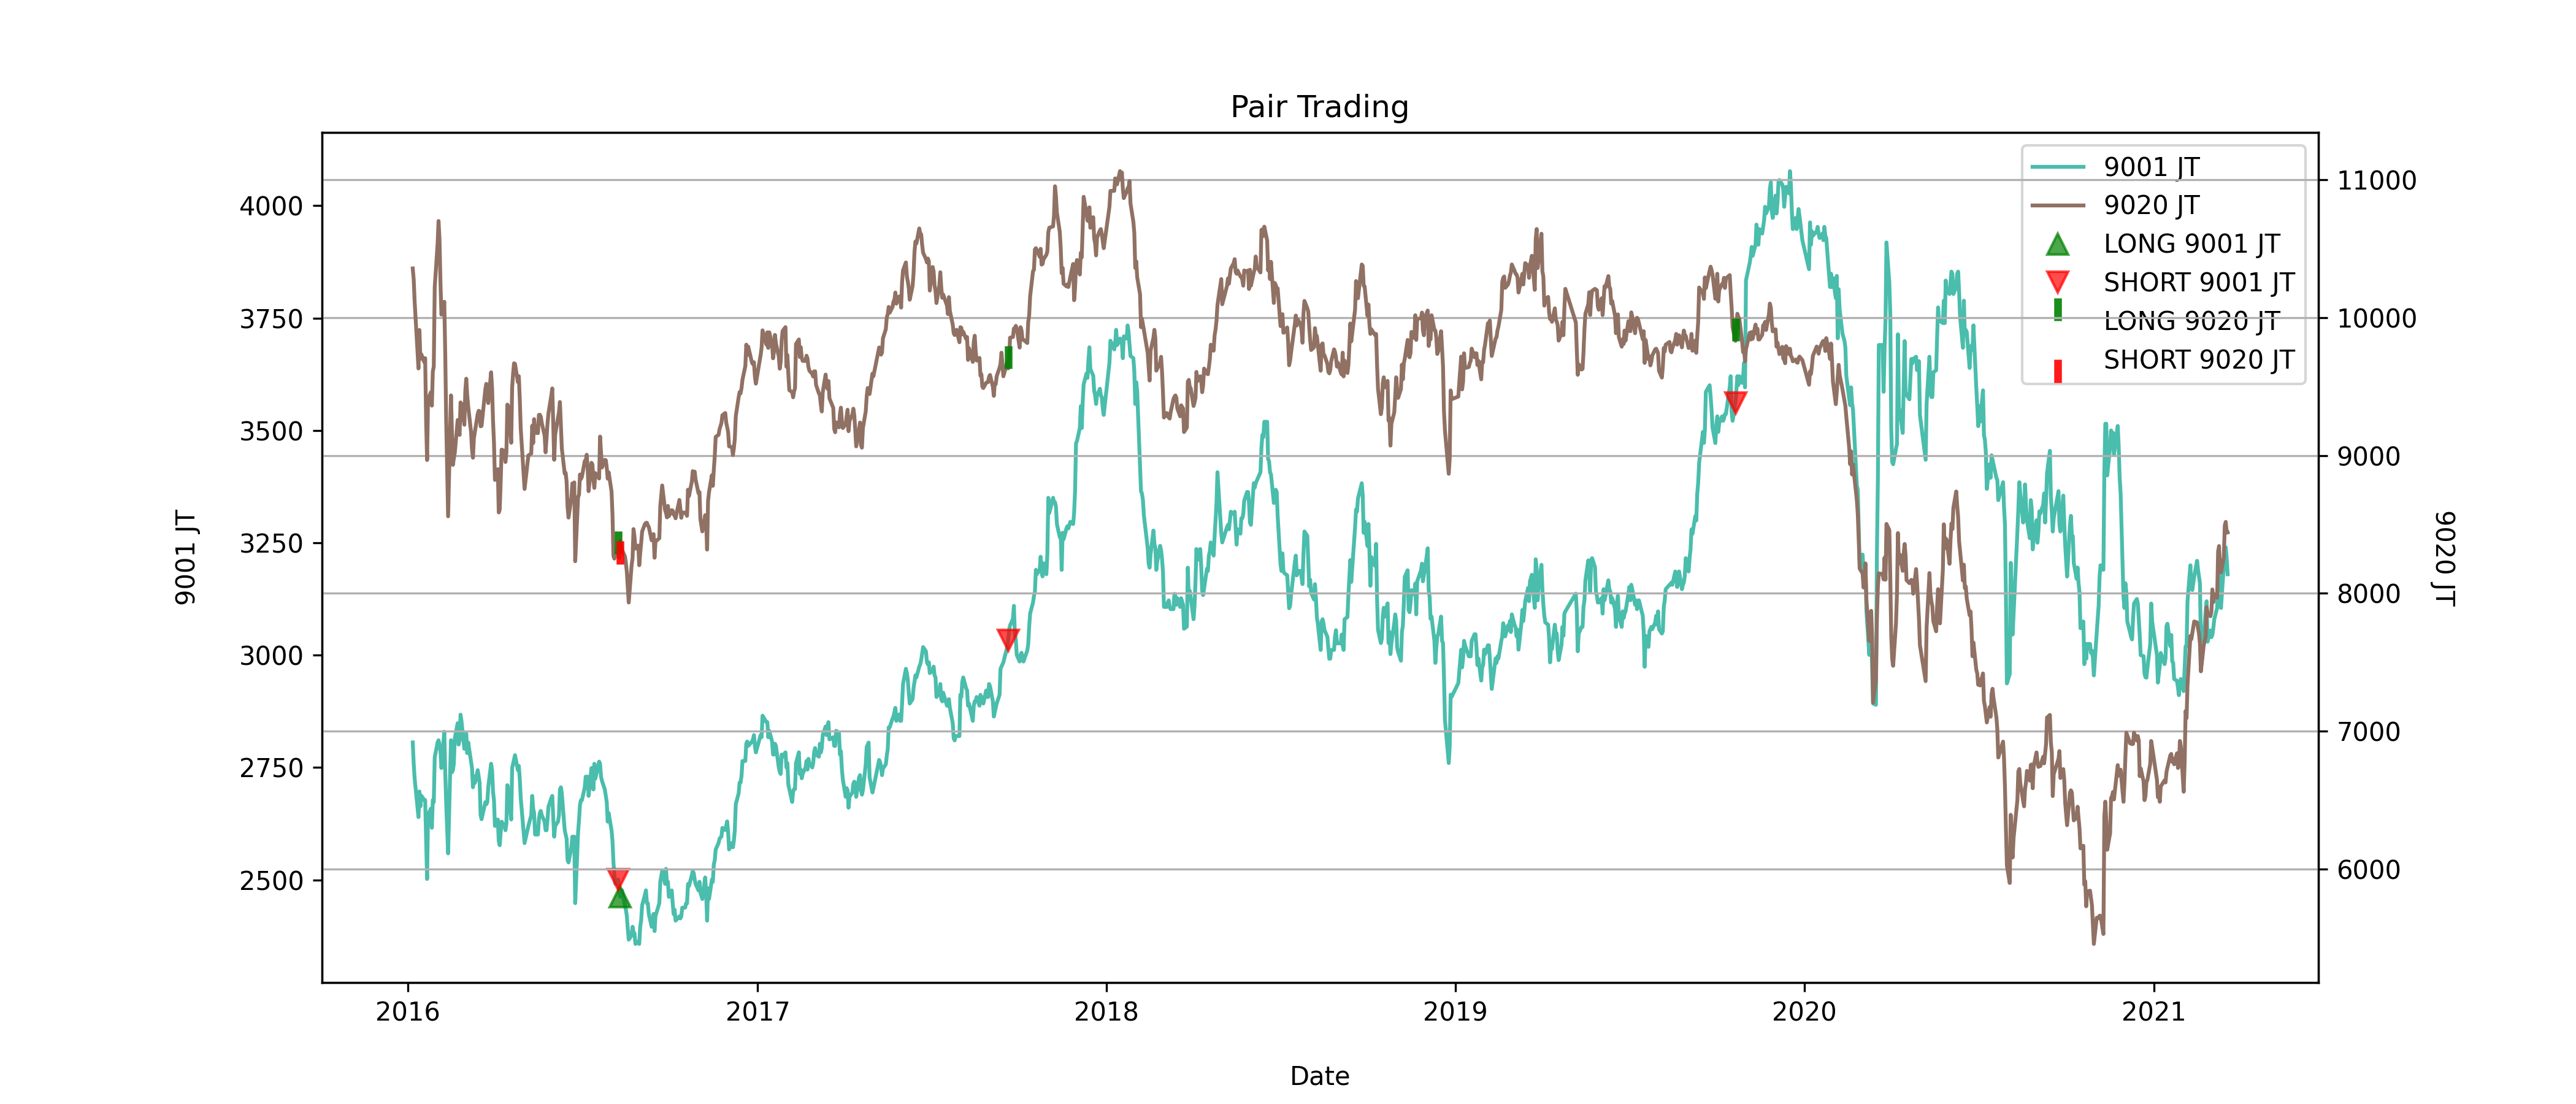 Pair Trading
9001 JT
4000
3750
3500
3250
3000
2750
2500
11000
10000
9000
8000
7000
6000
9020 JT
9001 JT
9020 JT
LONG 9001 JT
SHORT 9001 JT
LONG 9020 JT
SHORT 9020 JT
2016 2017 2018 2019 2020 2021
Date